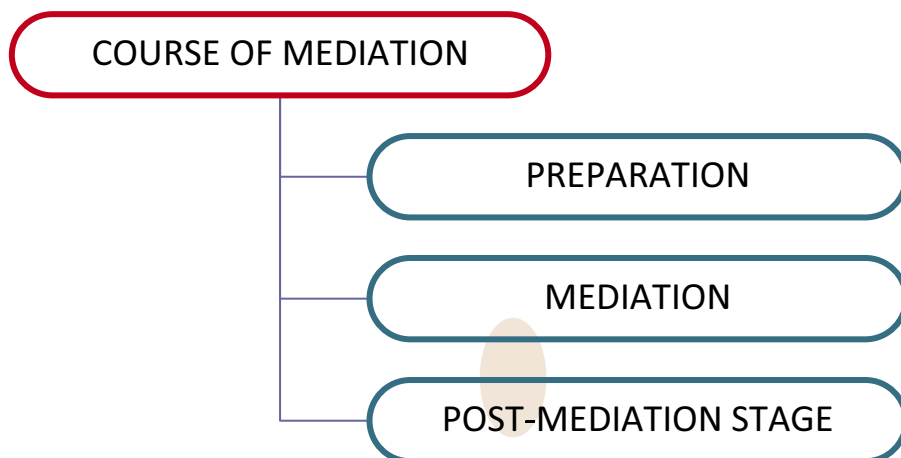 COURSE OF MEDIATION
PREPARATION
MEDIATION
POST-MEDIATION STAGE